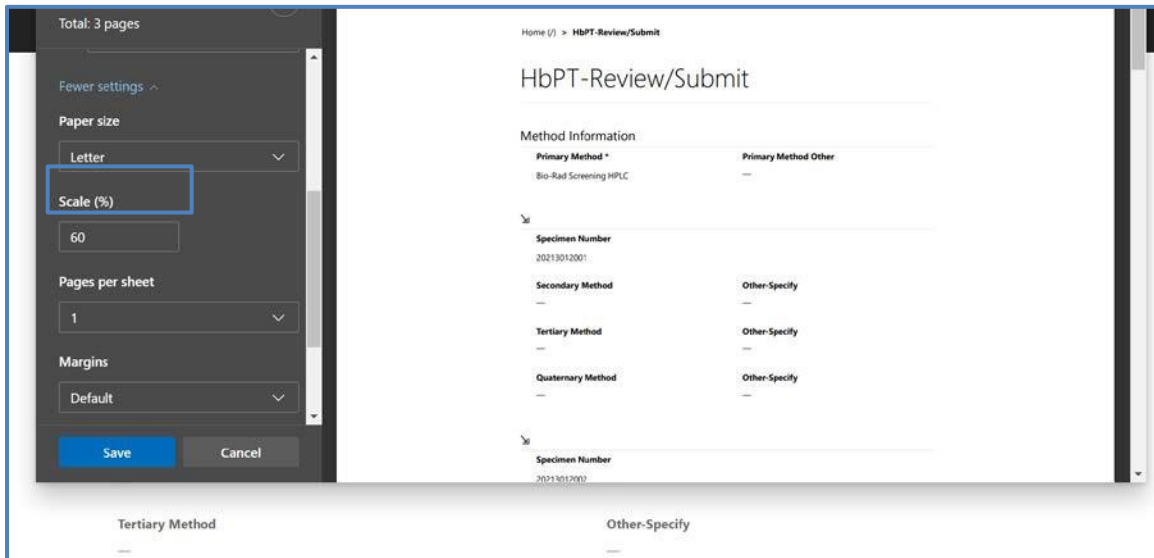 Total: 3 pages
Fewer settings
Paper size
Letter
Scale (%)
60
Pages per sheet
1
Margins
Default
Save Cancel
Home (/) > HbPT-Review/Submit
HbPT-Review/Submit
Method Information
Primary Method * Primary Method Other
Bio-Rad Screening HPLC —
Specimen Number
20213012001
Secondary Method Other-Specify
— —
Tertiary Method Other-Specify
— —
Quaternary Method Other-Specify
— —
Specimen Number
20213012002
Tertiary Method Other-Specify
— —